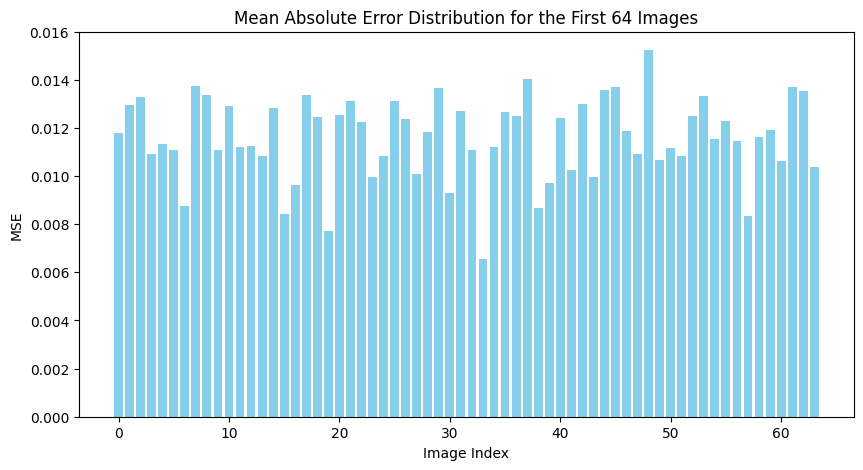 Mean Absolute Error Distribution for the First 64 Images
0.016
0.014
0.012
0.010
0.008
0.006
0.004
0.002
0.000
MSE
0 10 20 30 40 50 60
Image Index